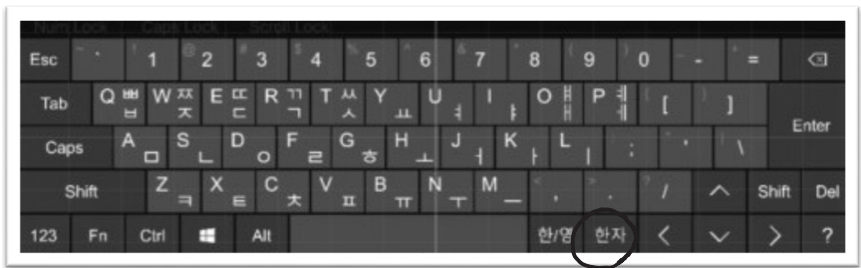 Num Lock Caps Lock Scroll Lock
Esc ~ ` ! 1 @ 2 # 3 $ 4 % 5 ^ 6 & 7 * 8 ( 9 ) 0 - + =
Tab Q ㅃ ㅂ W ㅉ ㅈ E ㄸ ㄷ R ㄲ ㄱ T ㅆ ㅅ Y ㅛ U ㅕ I ㅑ O ㅒ ㅐ P ㅖ ㅔ { [ } ] Enter
Caps A ㅁ S ㄴ D ㅇ F ㄹ G ㅎ H ㅗ J ㅓ K ㅏ L ㅣ : ; " ' | \
Shift Z ㅋ X ㅌ C ㅊ V ㅍ B ㅠ N ㅜ M ㅡ < , > . ? / Shift Del
123 Fn Ctrl Alt 한/영 한자 ?